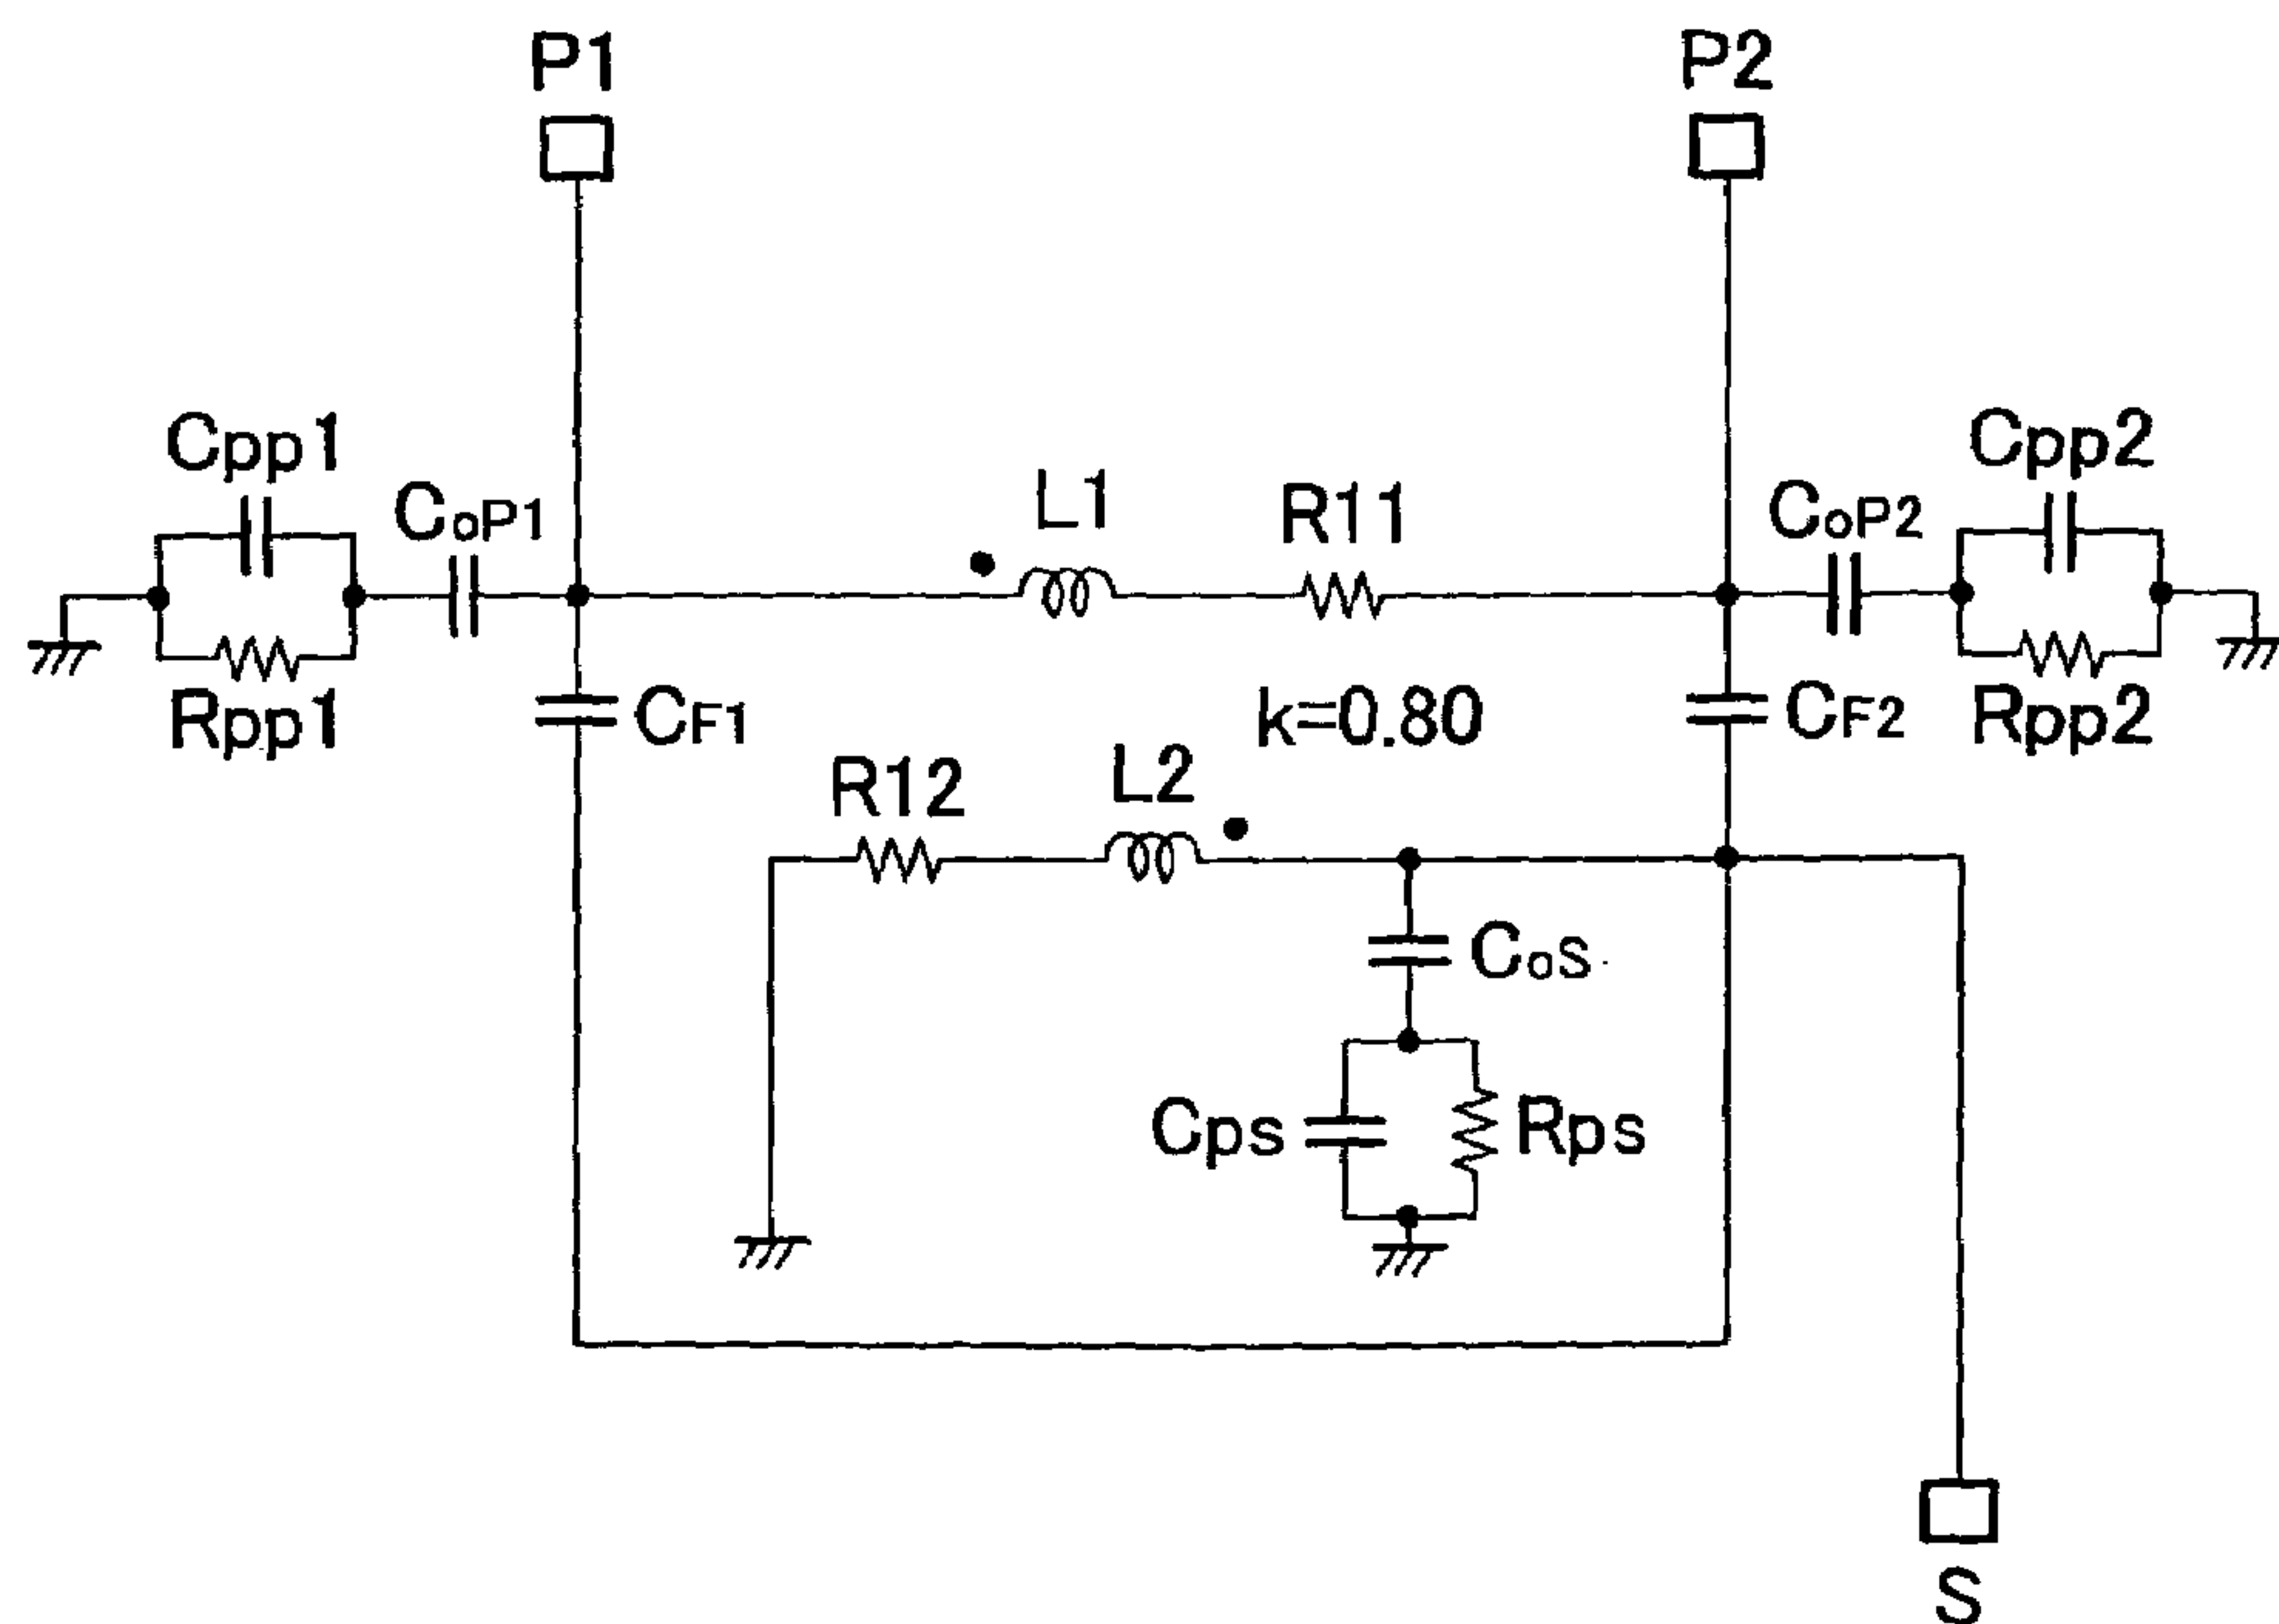 P1
P2
Cpp1
Cpp2
L1
R11
CoP1
CoP2
Rpp1
CF1
k=0.80
CF2
Rpp2
R12
L2
CoS
Cps
Rps
S